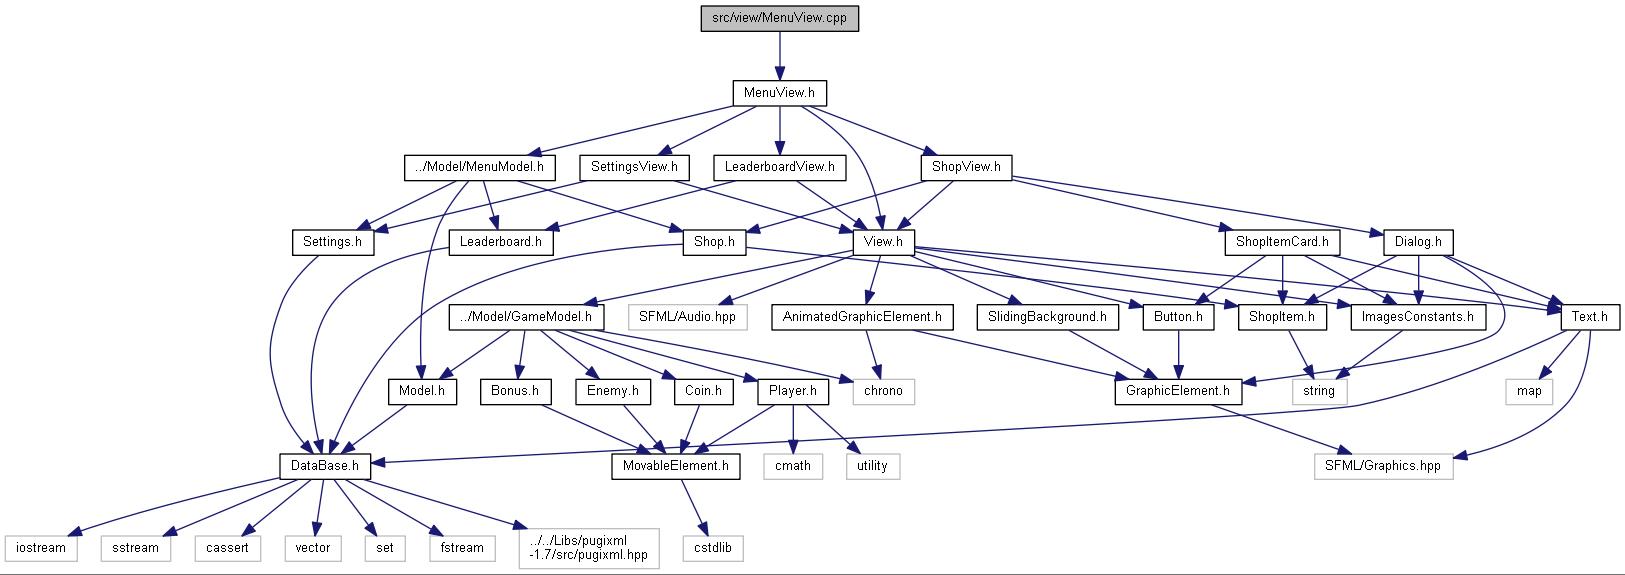 src/view/MenuView.cpp
MenuView.h
../Model/MenuModel.h
SettingsView.h
LeaderboardView.h
ShopView.h
Settings.h
Leaderboard.h
Shop.h
View.h
ShopItemCard.h
Dialog.h
../Model/GameModel.h
SFML/Audio.hpp
AnimatedGraphicElement.h
SlidingBackground.h
Button.h
ShopItem.h
ImagesConstants.h
Text.h
Model.h
Bonus.h
Enemy.h
Coin.h
Player.h
chrono
GraphicElement.h
string
map
DataBase.h
MovableElement.h
cmath
utility
SFML/Graphics.hpp
iostream
sstream
cassert
vector
set
fstream
../../Libs/pugixml
-1.7/src/pugixml.hpp
cstdlib